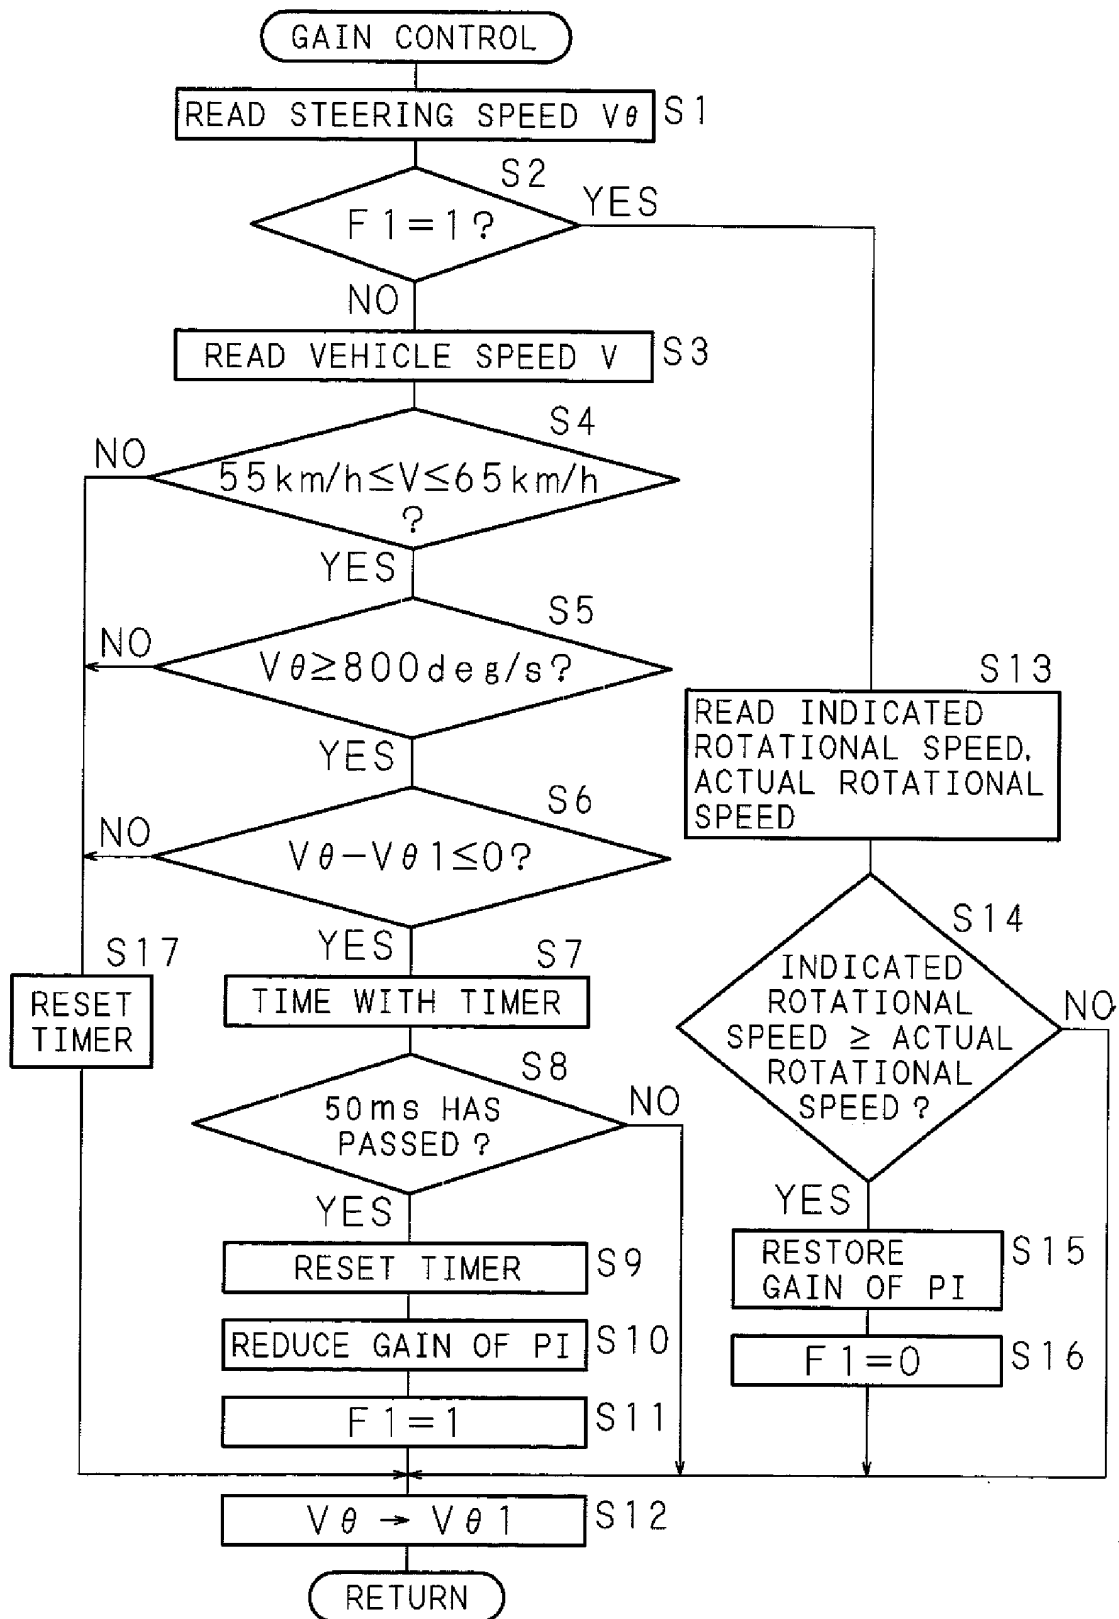 GAIN CONTROL
READ STEERING SPEED Vθ
S1
S2
F1=1?
YES
NO
READ VEHICLE SPEED V
S3
S4
NO
55km/h≤V≤65km/h
?
YES
S5
NO
Vθ≥800deg/s?
YES
S6
NO
Vθ−Vθ1≤0?
YES
S7
TIME WITH TIMER
S17
RESET
TIMER
S8
50ms HAS
PASSED?
NO
YES
RESET TIMER
S9
REDUCE GAIN OF PI
S10
F1=1
S11
Vθ → Vθ1
S12
RETURN
S13
READ INDICATED
ROTATIONAL SPEED,
ACTUAL ROTATIONAL
SPEED
S14
INDICATED
ROTATIONAL
SPEED ≥ ACTUAL
ROTATIONAL
SPEED?
NO
YES
RESTORE
GAIN OF PI
S15
F1=0
S16